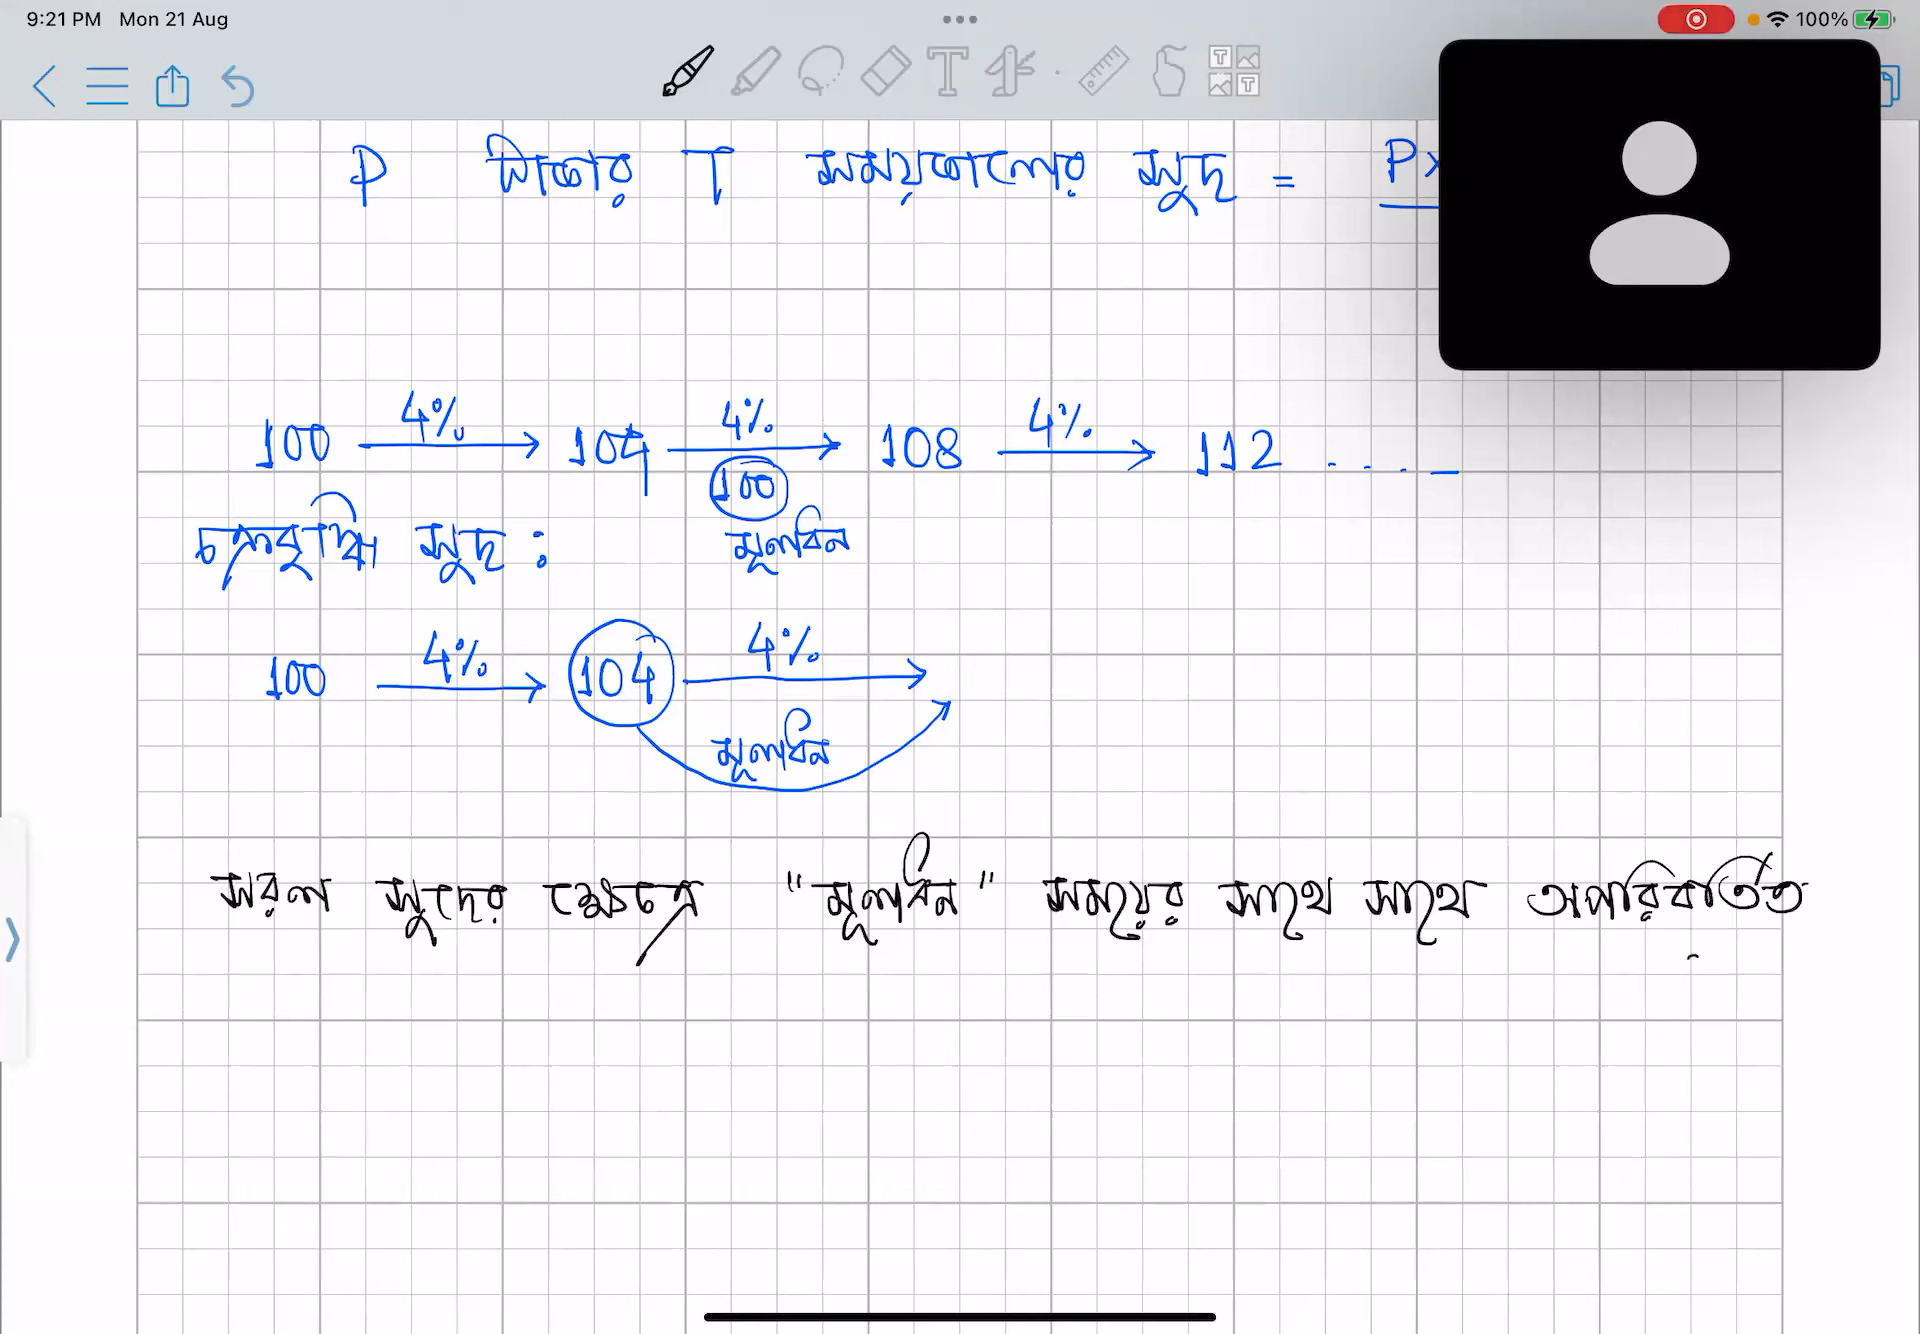 9:21 PM Mon 21 Aug
100%
P টাকার T সময়কালের সুদ = P×
100 4% 104 4% 108 4% 112 . . . . _
100
চক্রবৃদ্ধি সুদ : মূলধন
100 4% 104 4%
মূলধন
সরল সুদের ক্ষেত্রে "মূলধন" সময়ের সাথে সাথে অপরিবর্তিত